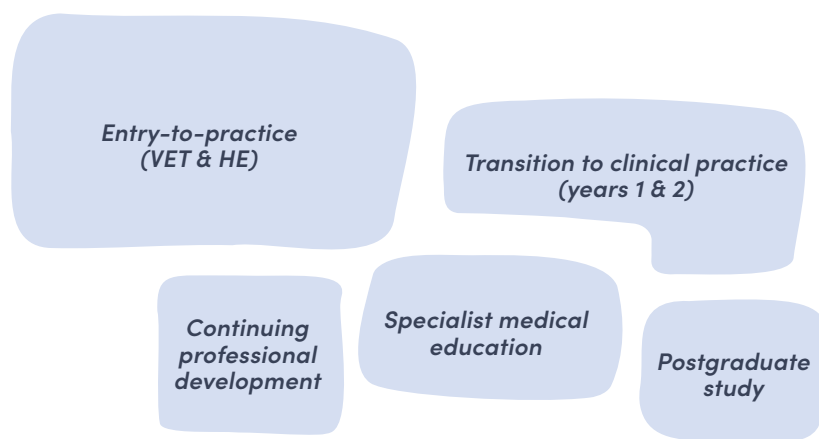 Entry-to-practice
(VET & HE)
Transition to clinical practice
(years 1 & 2)
Continuing
professional
development
Specialist medical
education
Postgraduate
study